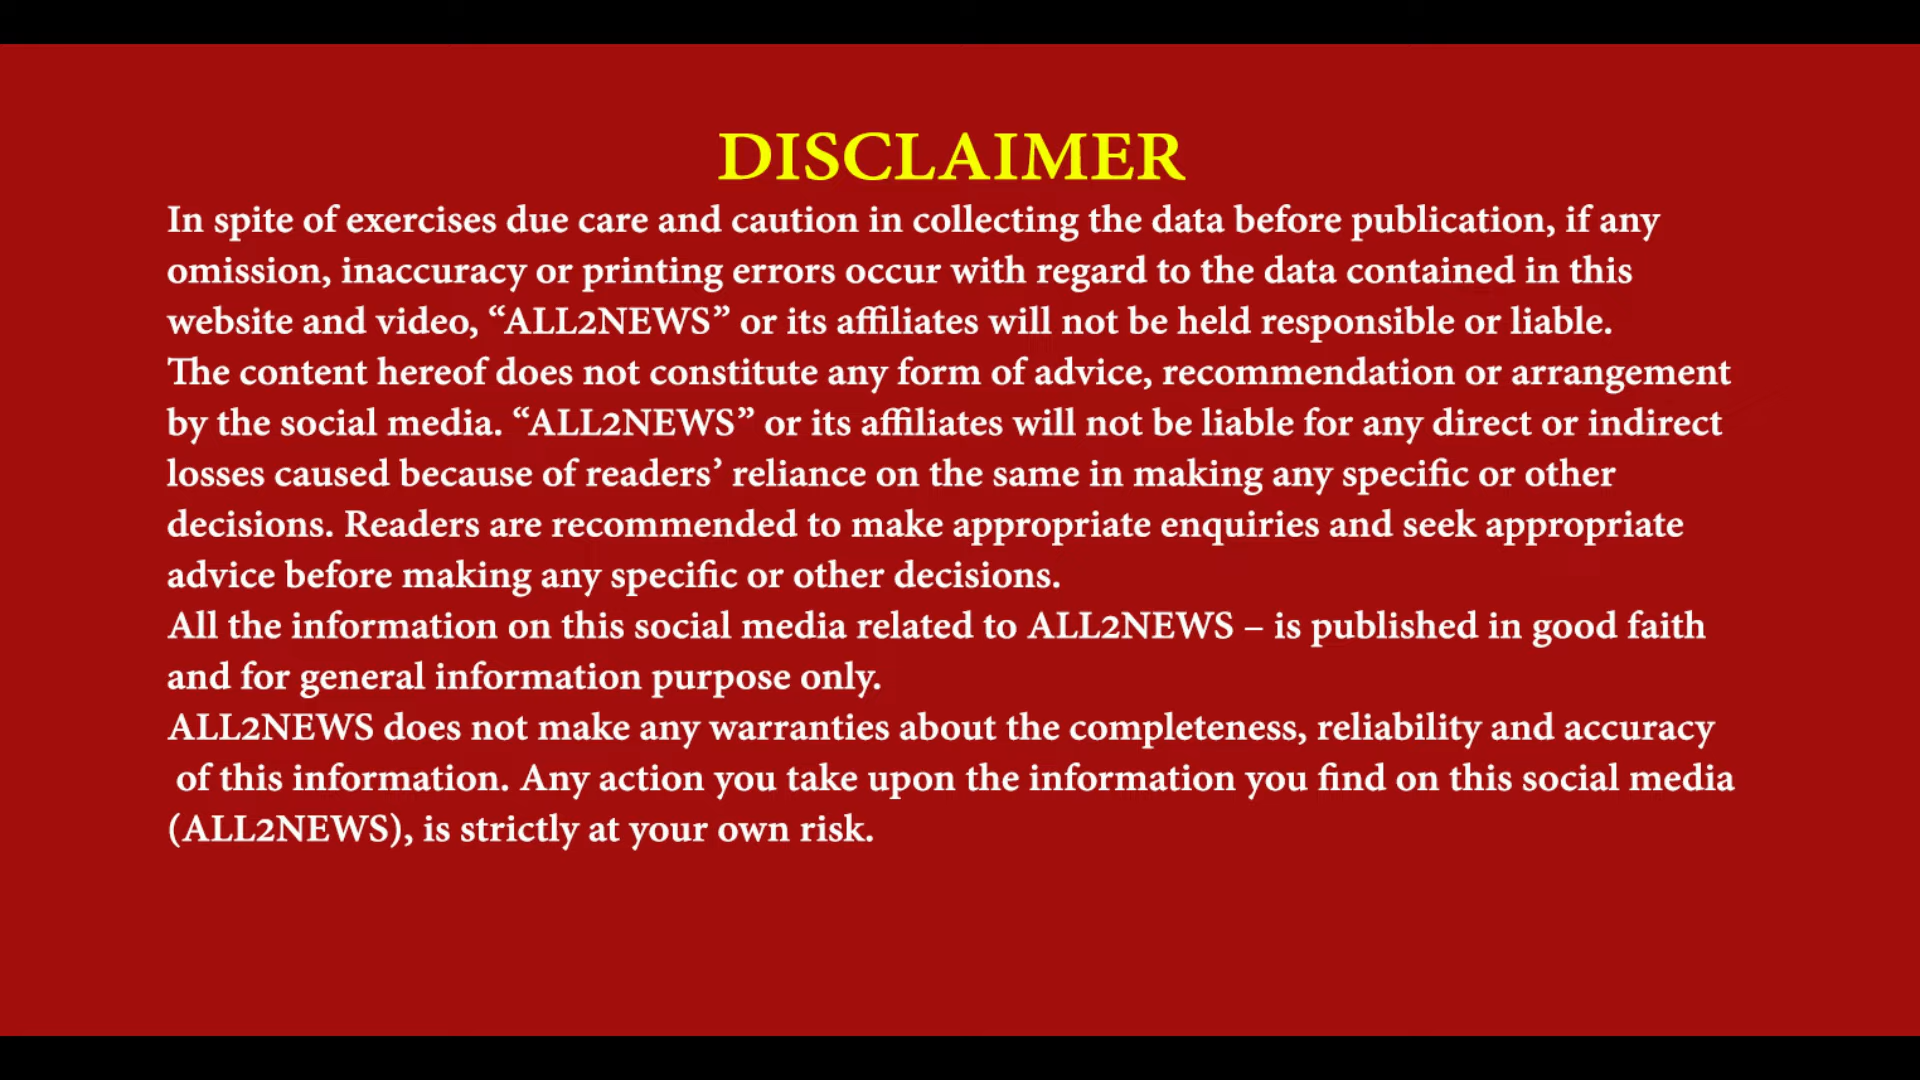 DISCLAIMER
In spite of exercises due care and caution in collecting the data before publication, if any
omission, inaccuracy or printing errors occur with regard to the data contained in this
website and video, “ALL2NEWS” or its affiliates will not be held responsible or liable.
The content hereof does not constitute any form of advice, recommendation or arrangement
by the social media. “ALL2NEWS” or its affiliates will not be liable for any direct or indirect
losses caused because of readers’ reliance on the same in making any specific or other
decisions. Readers are recommended to make appropriate enquiries and seek appropriate
advice before making any specific or other decisions.
All the information on this social media related to ALL2NEWS – is published in good faith
and for general information purpose only.
ALL2NEWS does not make any warranties about the completeness, reliability and accuracy
of this information. Any action you take upon the information you find on this social media
(ALL2NEWS), is strictly at your own risk.